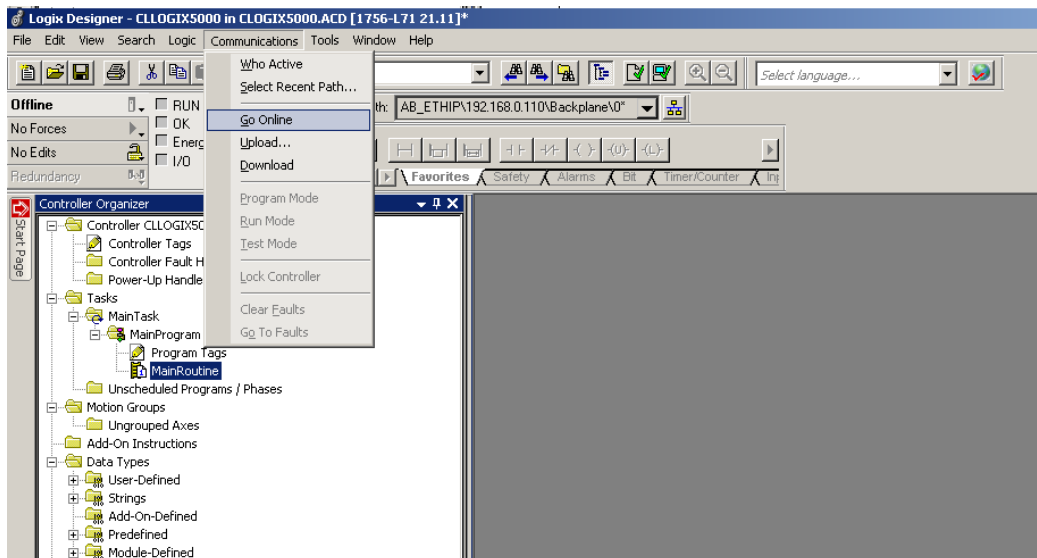 Logix Designer - CLLOGIX5000 in CLOGIX5000.ACD [1756-L71 21.11]*
File Edit View Search Logic Communications Tools Window Help
Select language...
Who Active
Select Recent Path...
Go Online
Upload...
Download
Program Mode
Run Mode
Test Mode
Lock Controller
Clear Faults
Go To Faults
Offline RUN
No Forces OK
No Edits Energ
Redundancy I/O
th: AB_ETHIP\192.168.0.110\Backplane\0*
Favorites Safety Alarms Bit Timer/Counter Inp
Start Page
Controller Organizer
Controller CLLOGIX50
Controller Tags
Controller Fault H
Power-Up Handle
Tasks
MainTask
MainProgram
Program Tags
MainRoutine
Unscheduled Programs / Phases
Motion Groups
Ungrouped Axes
Add-On Instructions
Data Types
User-Defined
Strings
Add-On-Defined
Predefined
Module-Defined